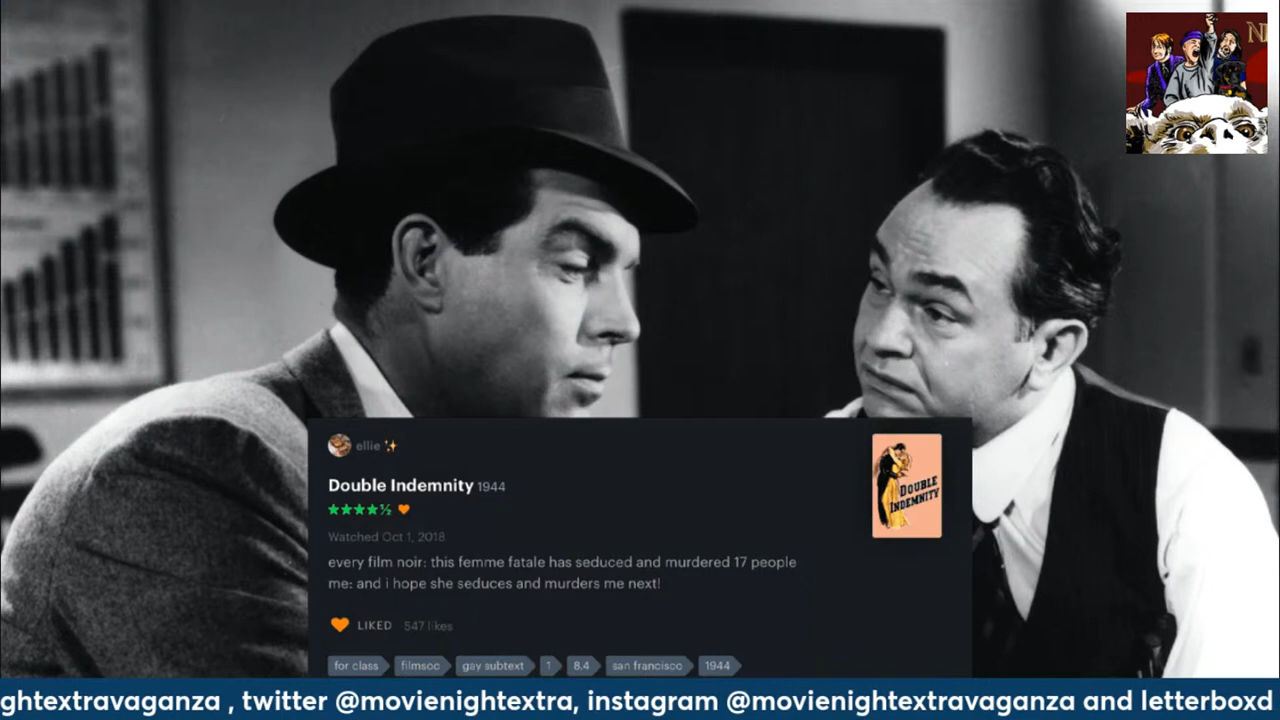 ellie ✨
Double Indemnity 1944
★★★★½ 🧡
Watched Oct 1, 2018
every film noir: this femme fatale has seduced and murdered 17 people
me: and i hope she seduces and murders me next!
🧡 LIKED 547 likes
for class filmsoc gay subtext 1 8.4 san francisco 1944
DOUBLE
INDEMNITY
ghtextravaganza , twitter @movienightextra, instagram @movienightextravaganza and letterboxd